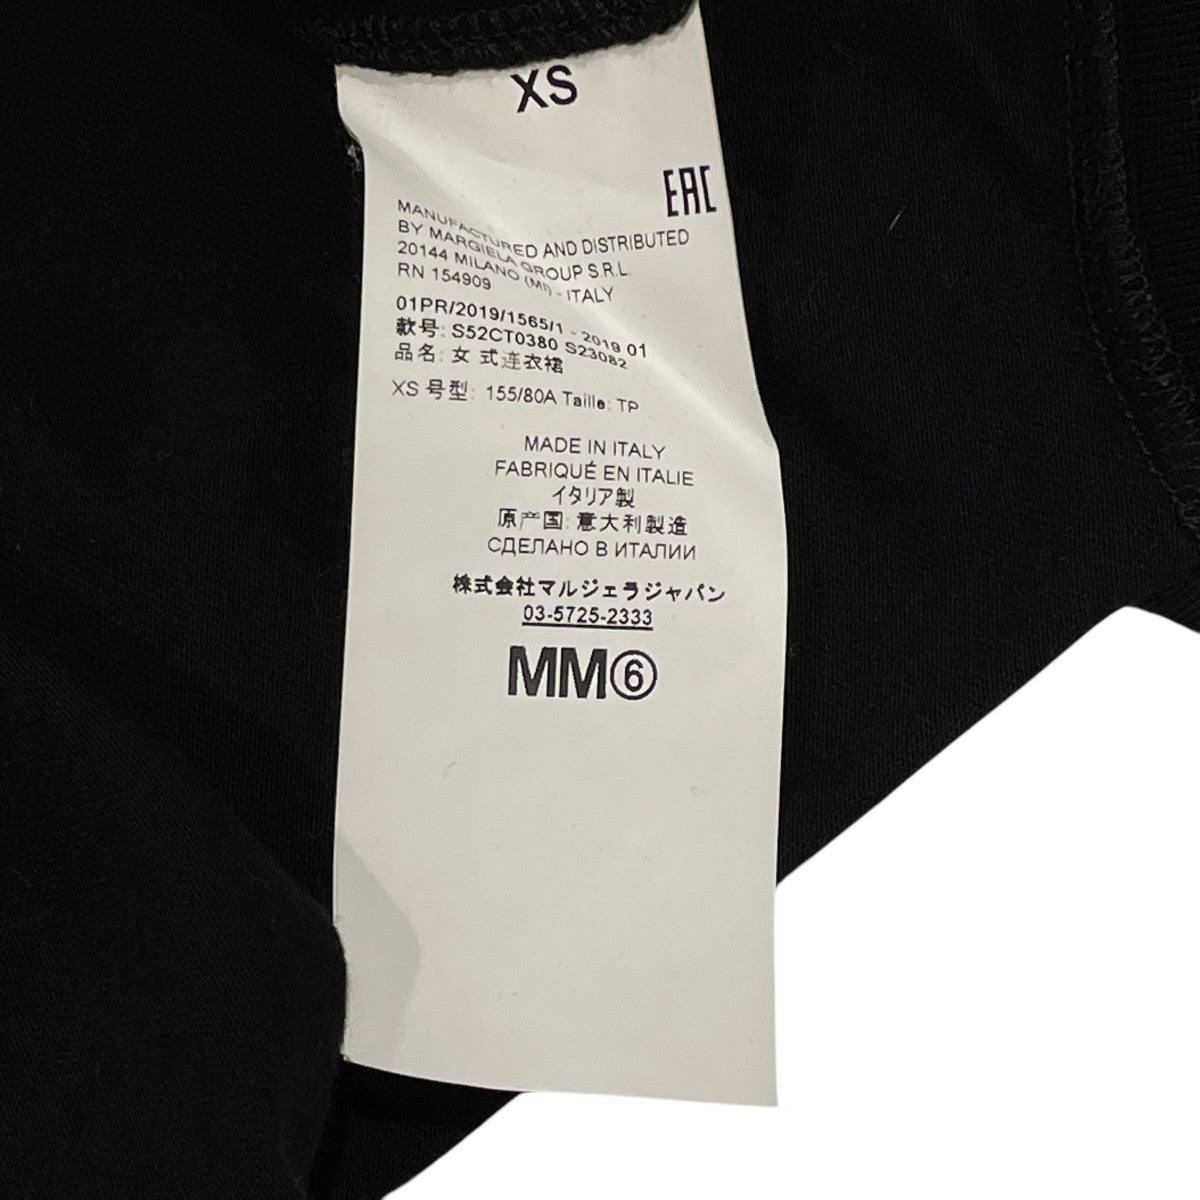 XS
EAC
MANUFACTURED AND DISTRIBUTED
BY MARGIELA GROUP S.R.L.
20144 MILANO (MI) - ITALY
RN 154909
01PR/2019/1565/1 - 2019 01
款号: S52CT0380 S23082
品名: 女 式连衣裙
XS 号型: 155/80A Taille: TP
MADE IN ITALY
FABRIQUÉ EN ITALIE
イタリア製
原产国: 意大利製造
СДЕЛАНО В ИТАЛИИ
株式会社マルジェラジャパン
03-5725-2333
MM⑥